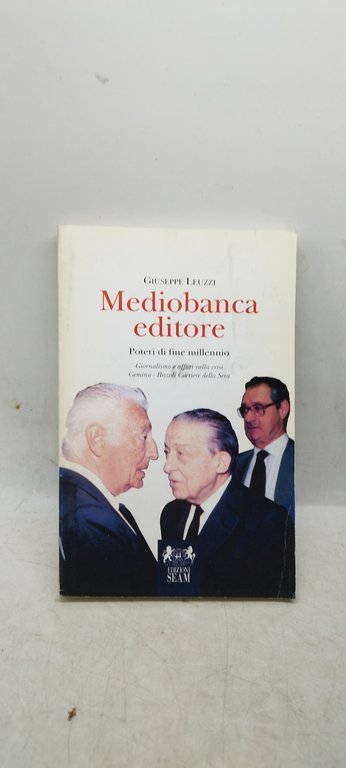 GIUSEPPE LEUZZI
Mediobanca
editore
Poteri di fine millennio
Giornalismo e affari nella crisi
Gemina - Rizzoli Corriere della Sera
EDIZIONI
SEAM